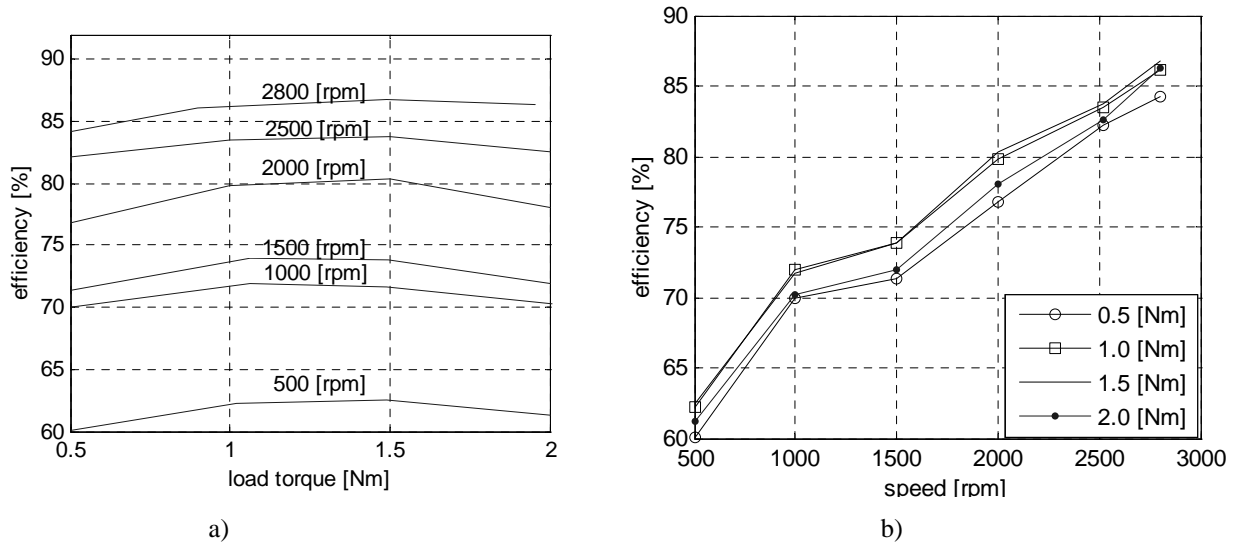 90
85
80
75
70
65
60
efficiency [%]
2800 [rpm]
2500 [rpm]
2000 [rpm]
1500 [rpm]
1000 [rpm]
500 [rpm]
0.5 1 1.5 2
load torque [Nm]
a)
90
85
80
75
70
65
60
efficiency [%]
0.5 [Nm]
1.0 [Nm]
1.5 [Nm]
2.0 [Nm]
500 1000 1500 2000 2500 3000
speed [rpm]
b)